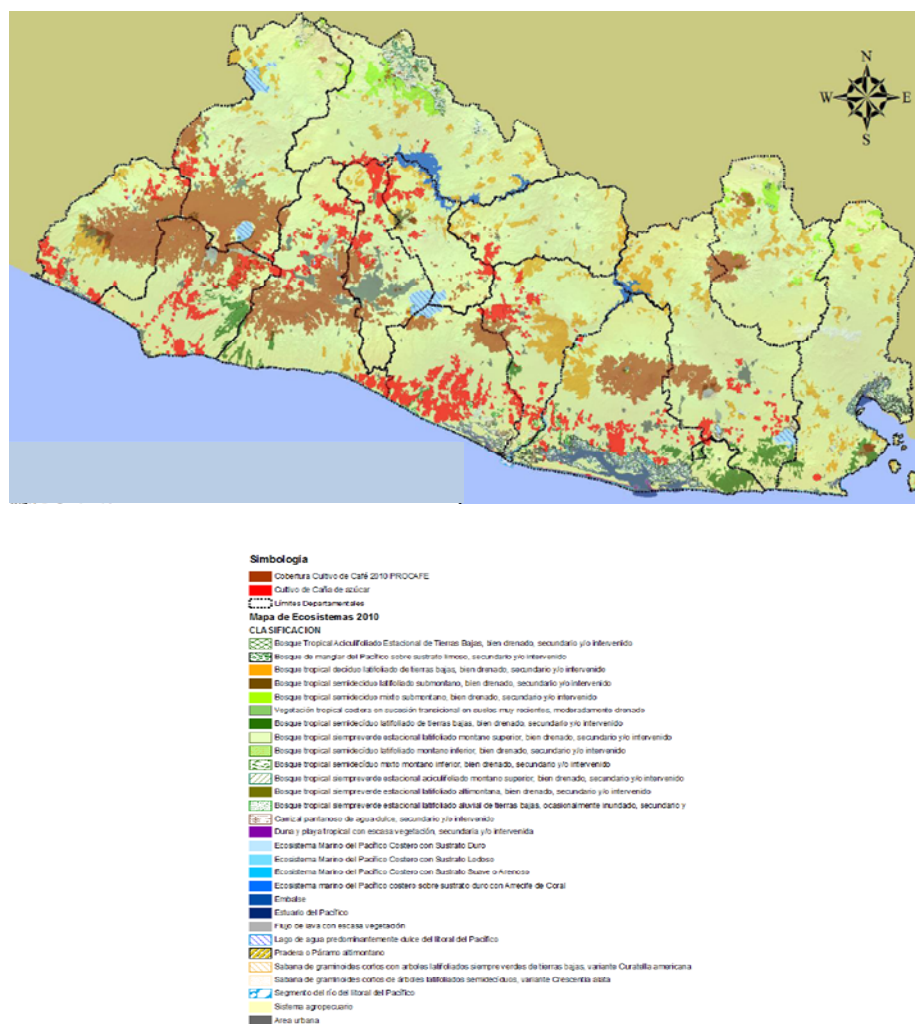 N
W E
S
Simbología
Cobertura Cultivo de Café 2010 PROCAFE
Cultivo de Caña de azúcar
Límites Departamentales
Mapa de Ecosistemas 2010
CLASIFICACION
Bosque Tropical Aciculifoliado Estacional de Tierras Bajas, bien drenado, secundario y/o intervenido
Bosque de manglar del Pacífico sobre sustrato limoso, secundario y/o intervenido
Bosque tropical deciduo latifoliado de tierras bajas, bien drenado, secundario y/o intervenido
Bosque tropical semideciduo latifoliado submontano, bien drenado, secundario y/o intervenido
Bosque tropical semideciduo mixto submontano, bien drenado, secundario y/o intervenido
Vegetación tropical costera en sucesión transicional en suelos muy recientes, moderadamente drenado
Bosque tropical semideciduo latifoliado de tierras bajas, bien drenado, secundario y/o intervenido
Bosque tropical siempreverde estacional latifoliado montano superior, bien drenado, secundario y/o intervenido
Bosque tropical semideciduo latifoliado montano inferior, bien drenado, secundario y/o intervenido
Bosque tropical semideciduo mixto montano inferior, bien drenado, secundario y/o intervenido
Bosque tropical siempreverde estacional aciculifoliado montano superior, bien drenado, secundario y/o intervenido
Bosque tropical siempreverde estacional latifoliado altimontana, bien drenado, secundario y/o intervenido
Bosque tropical siempreverde estacional latifoliado aluvial de tierras bajas, ocasionalmente inundado, secundario y
Carrizal pantanoso de agua dulce, secundario y/o intervenido
Duna y playa tropical con escasa vegetación, secundaria y/o intervenida
Ecosistema Marino del Pacífico Costero con Sustrato Duro
Ecosistema Marino del Pacífico Costero con Sustrato Lodoso
Ecosistema Marino del Pacífico Costero con Sustrato Suave o Arenoso
Ecosistema marino del Pacífico costero sobre sustrato duro con Arrecife de Coral
Embalse
Estuario del Pacífico
Flujo de lava con escasa vegetación
Lago de agua predominantemente dulce del litoral del Pacífico
Pradera o Páramo altimontano
Sabana de graminoides cortos con arboles latifoliados siempre verdes de tierras bajas, variante Curatella americana
Sabana de graminoides cortos de árboles latifoliados semideciduos, variante Crescentia alata
Segmento del río del litoral del Pacífico
Sistema agropecuario
Area urbana